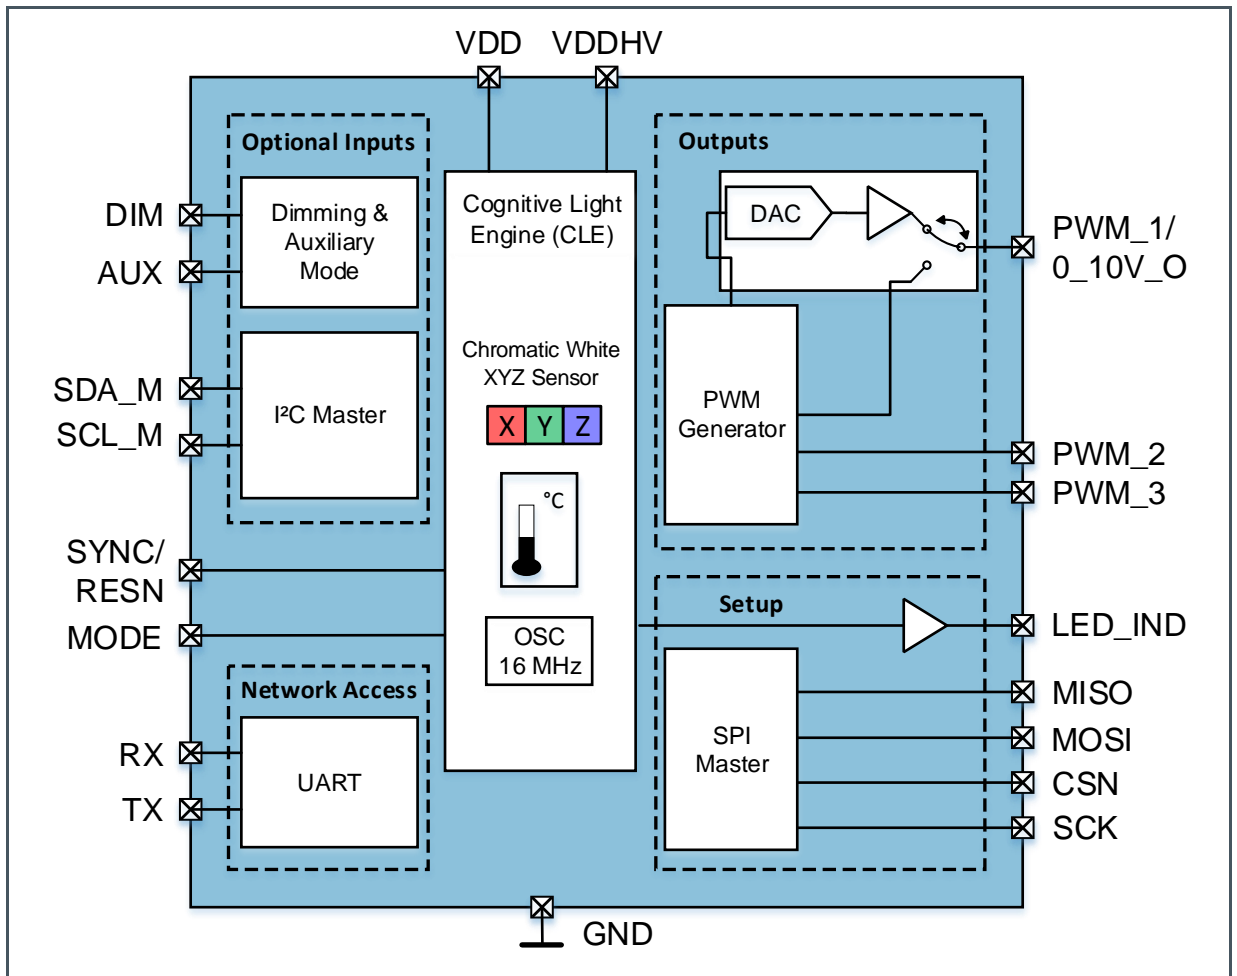 VDD
VDDHV
Optional Inputs
Outputs
DIM
AUX
Dimming &
Auxiliary
Mode
Cognitive Light
Engine (CLE)
DAC
PWM_1/
0_10V_O
SDA_M
SCL_M
I²C Master
Chromatic White
XYZ Sensor
X Y Z
°C
PWM
Generator
PWM_2
PWM_3
SYNC/
RESN
MODE
OSC
16 MHz
Setup
LED_IND
Network Access
RX
TX
UART
SPI
Master
MISO
MOSI
CSN
SCK
GND